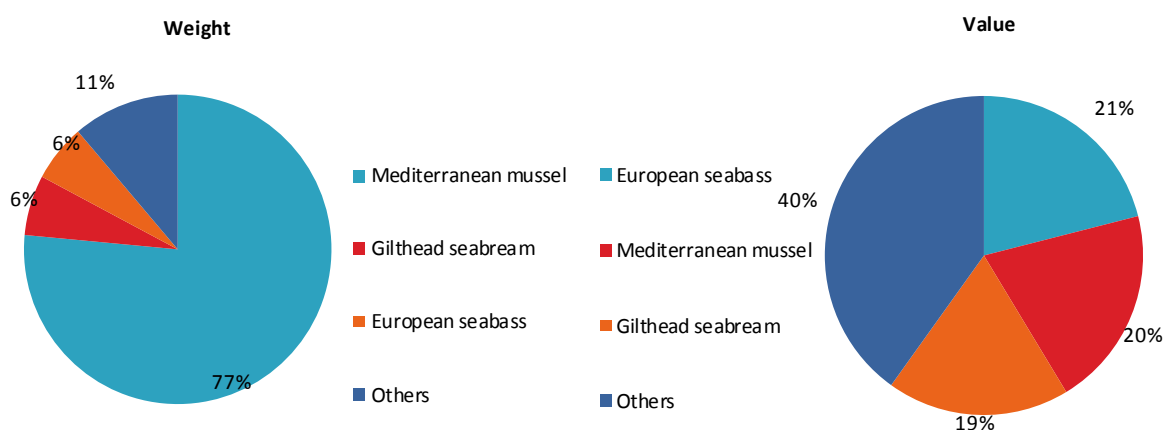 Weight
11%
6%
6%
77%
Mediterranean mussel
Gilthead seabream
European seabass
Others
Value
European seabass
Mediterranean mussel
Gilthead seabream
Others
21%
40%
20%
19%